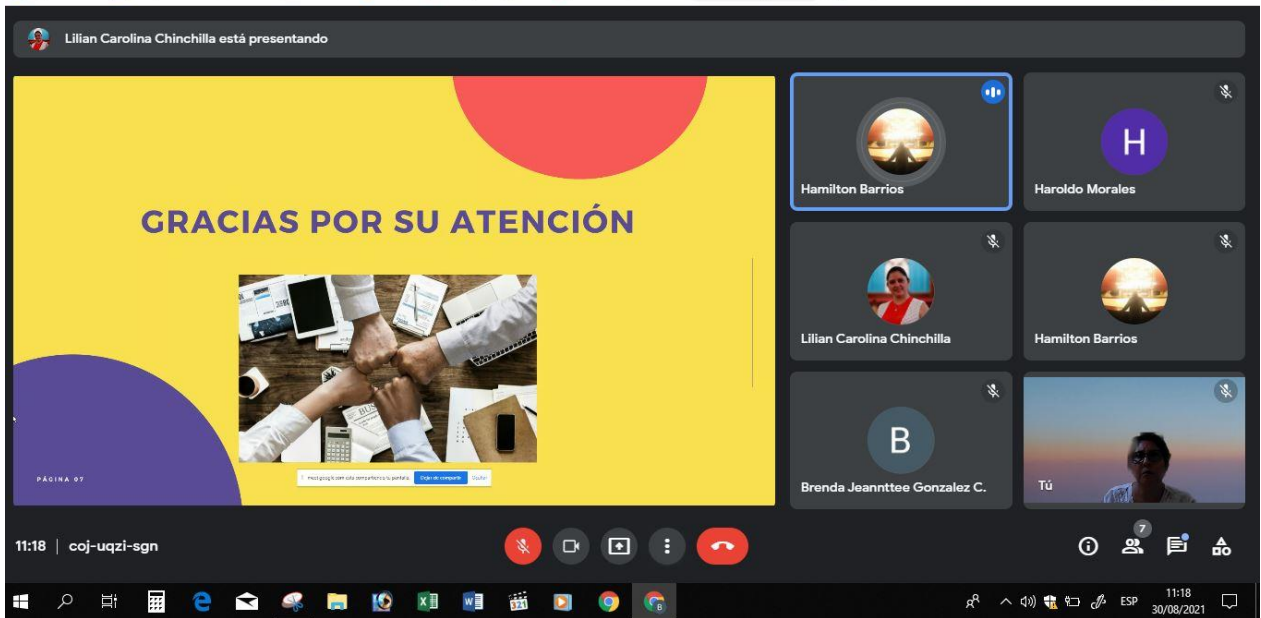 Lilian Carolina Chinchilla está presentando
GRACIAS POR SU ATENCIÓN
PÁGINA 07
Dejar de compartir
Ocultar
Hamilton Barrios
Haroldo Morales
H
Lilian Carolina Chinchilla
Hamilton Barrios
B
Brenda Jeannttee Gonzalez C.
Tú
11:18 | coj-uqzi-sgn
7
ESP
11:18
30/08/2021